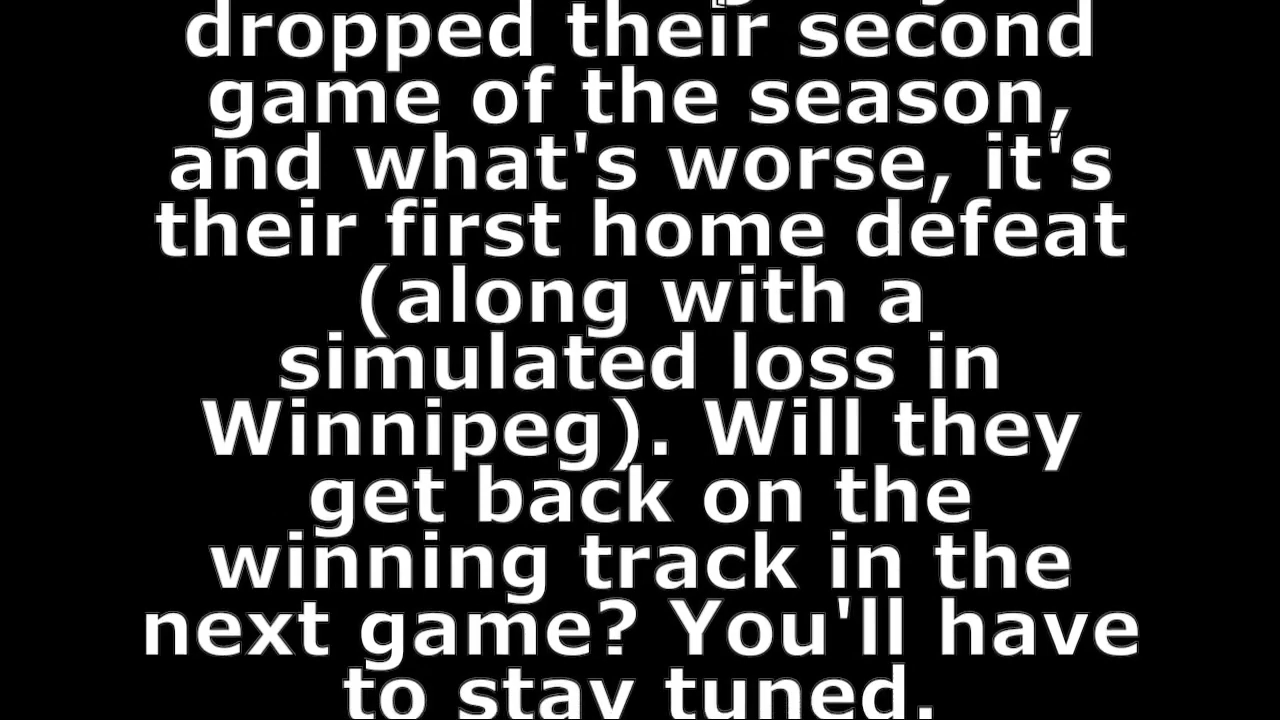 dropped their second
game of the season,
and what's worse, it's
their first home defeat
(along with a
simulated loss in
Winnipeg). Will they
get back on the
winning track in the
next game? You'll have
to stay tuned.